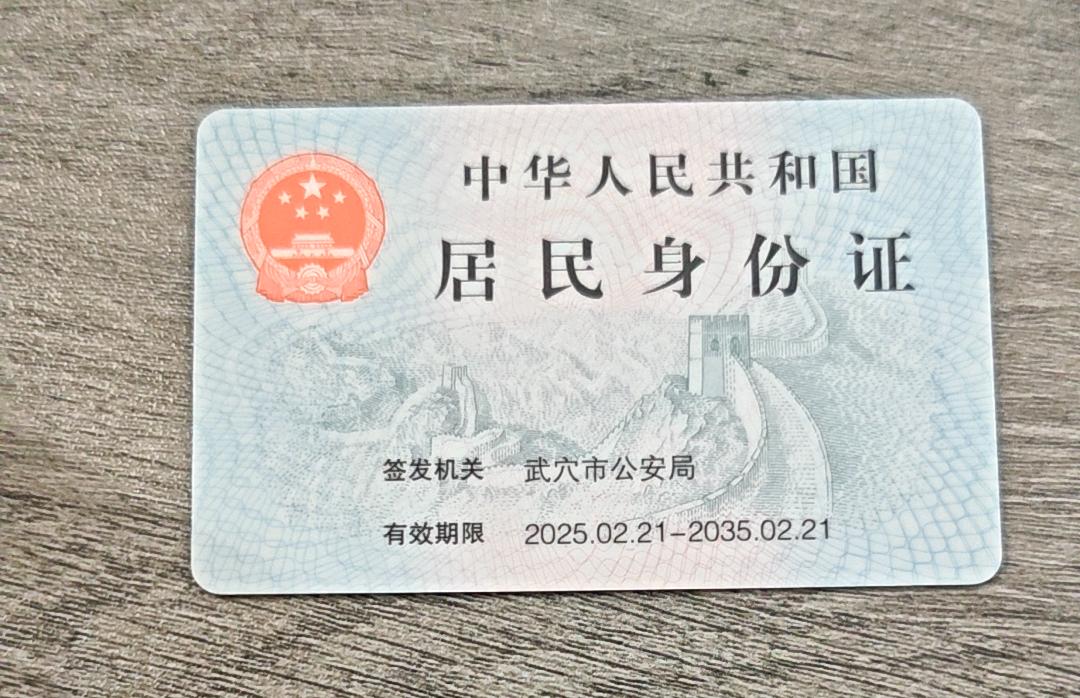 中华人民共和国
居民身份证
签发机关 武穴市公安局
有效期限 2025.02.21-2035.02.21